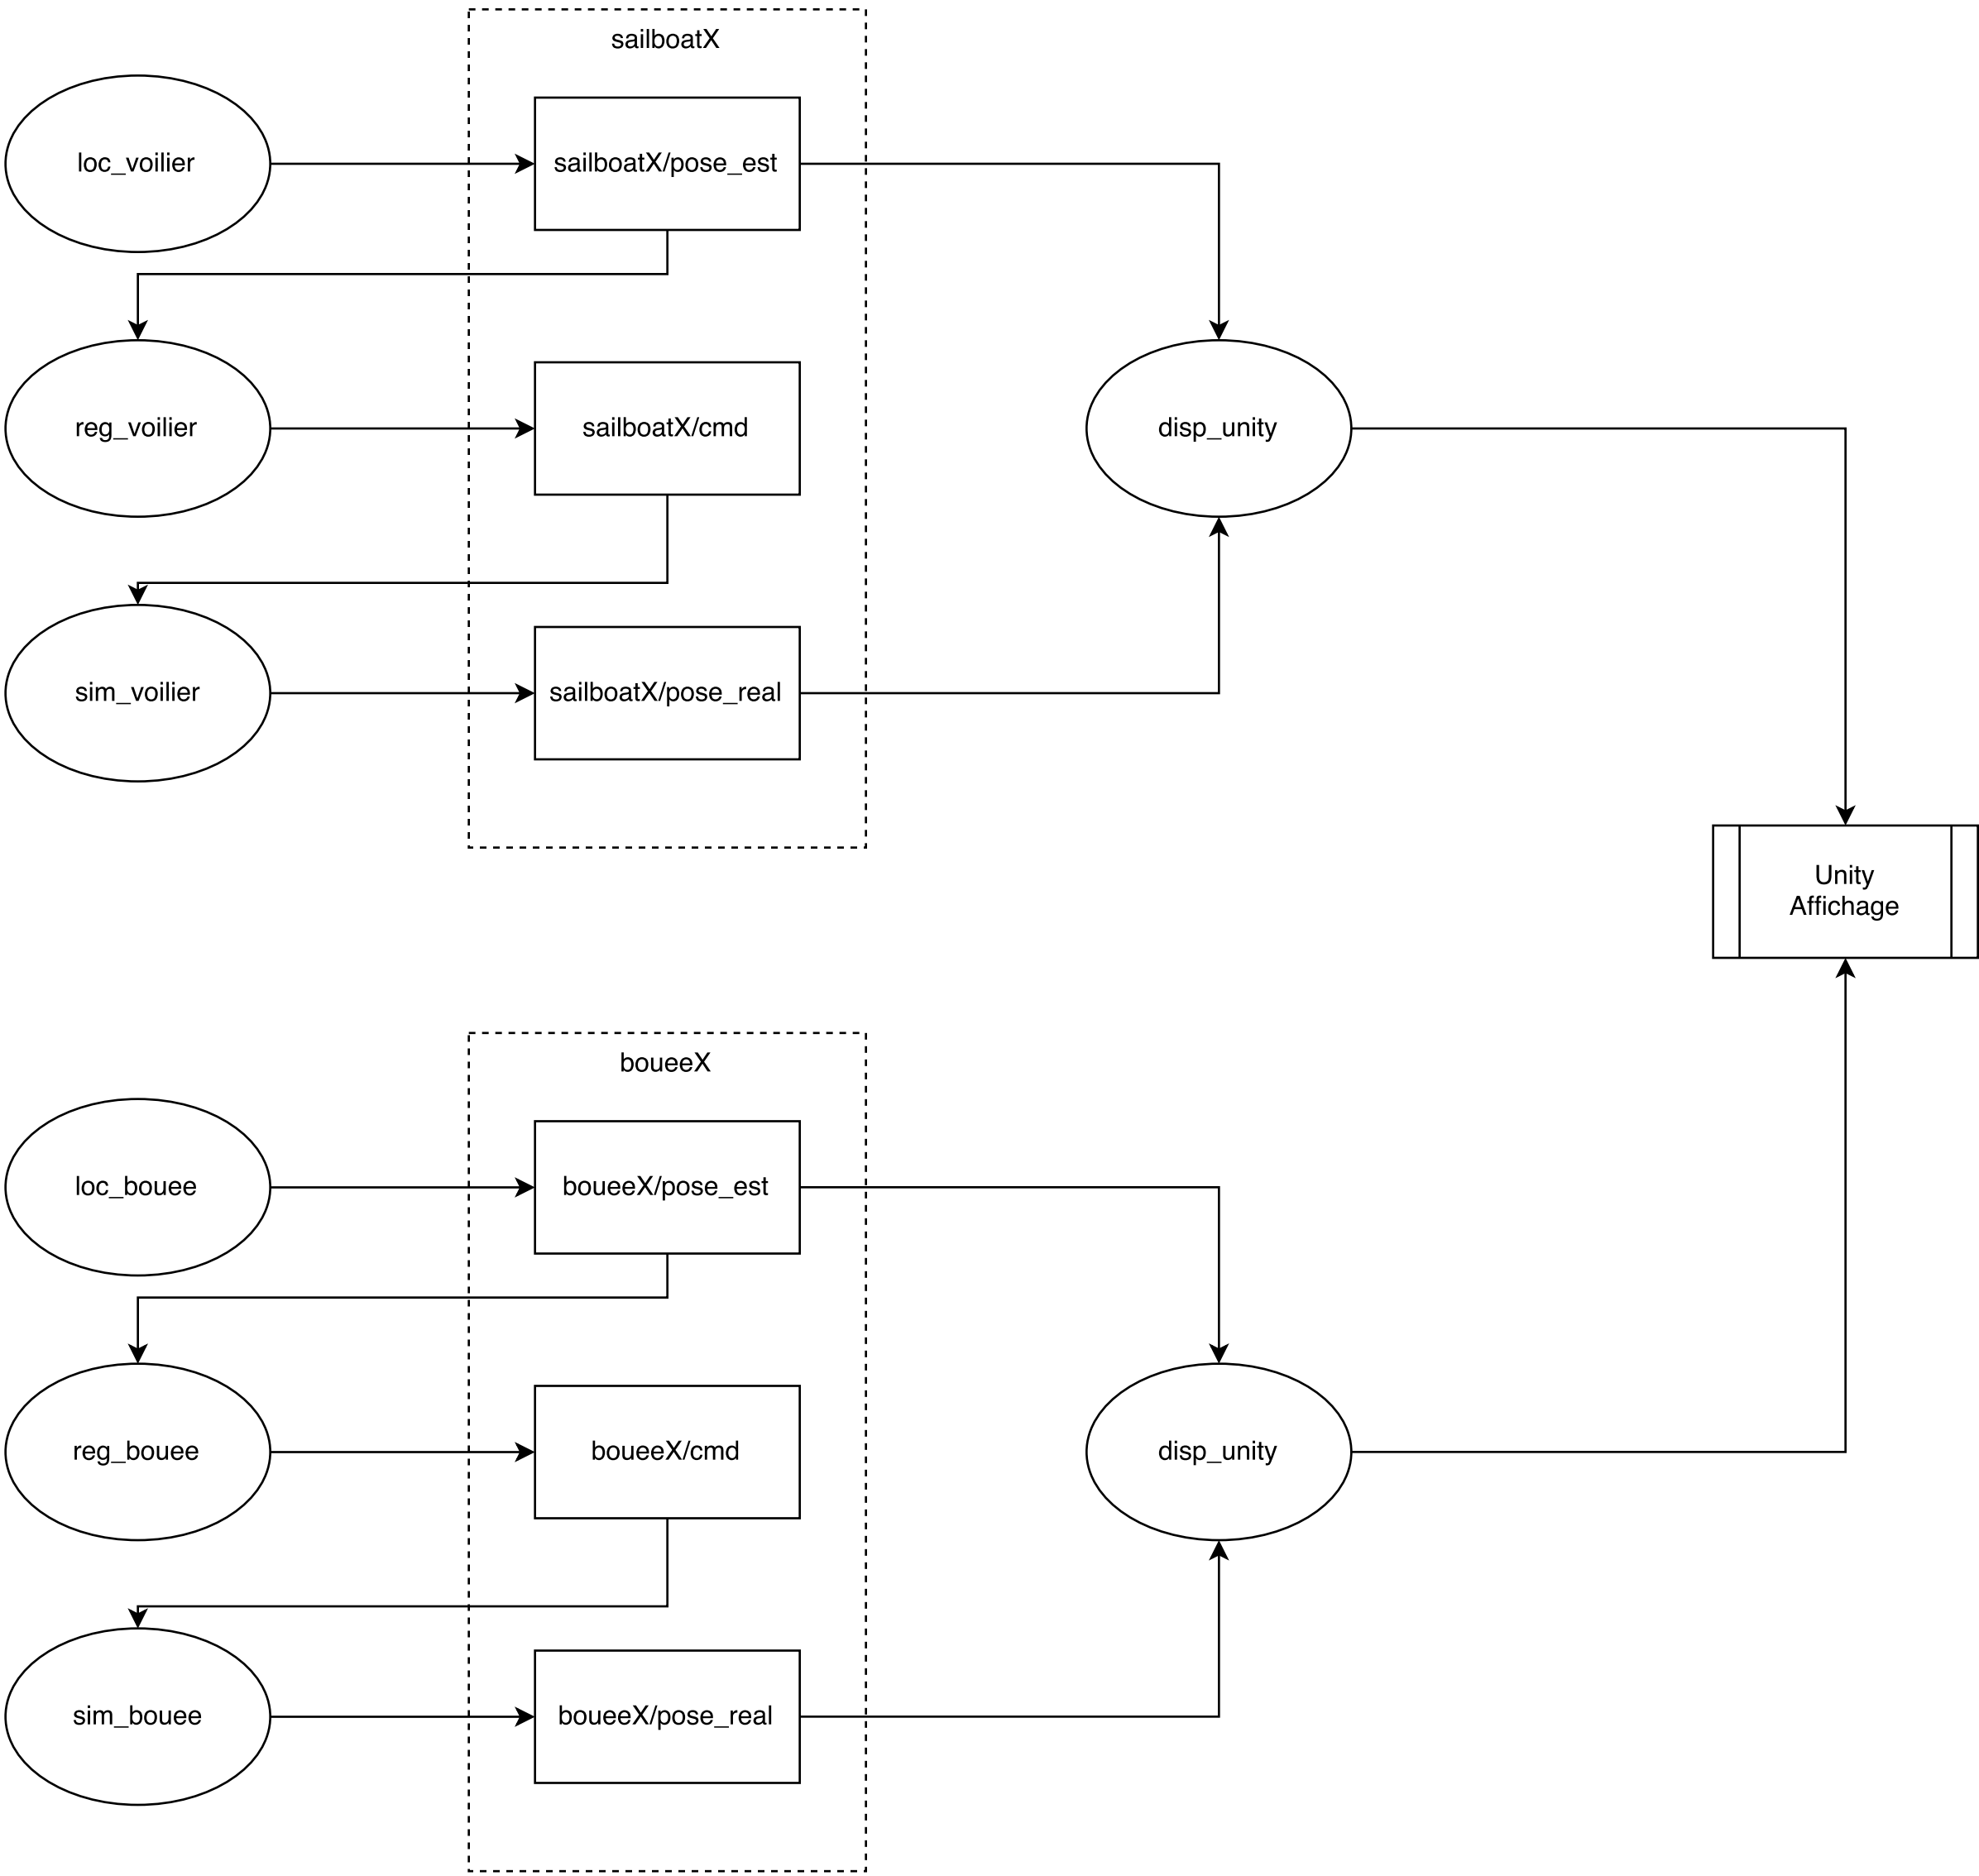 sailboatX
loc_voilier
sailboatX/pose_est
reg_voilier
sailboatX/cmd
disp_unity
sim_voilier
sailboatX/pose_real
Unity
Affichage
boueeX
loc_bouee
boueeX/pose_est
reg_bouee
boueeX/cmd
disp_unity
sim_bouee
boueeX/pose_real